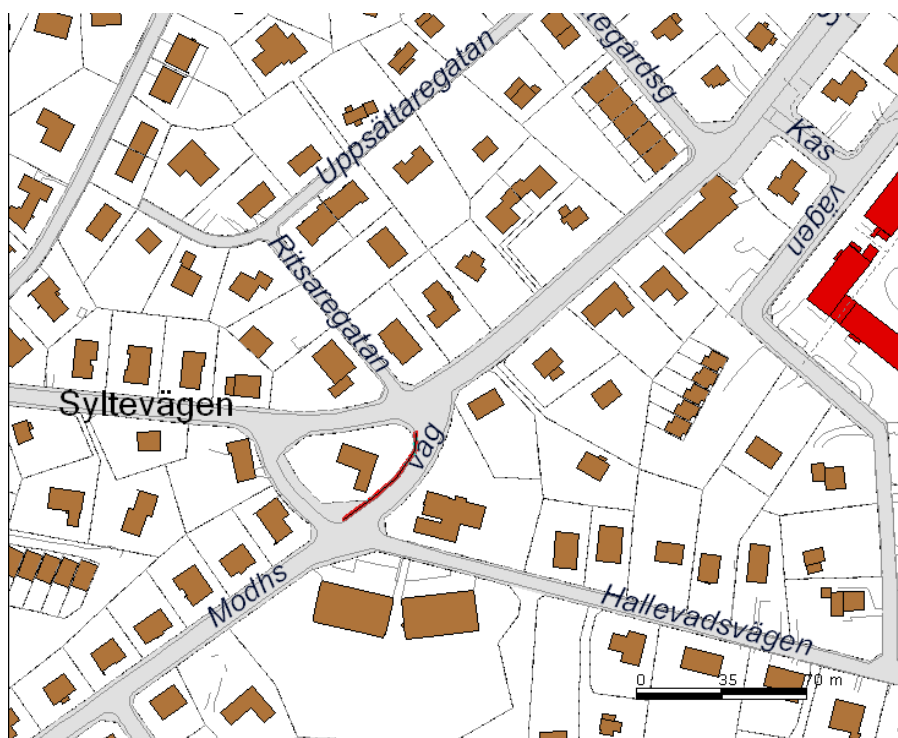 Uppsättaregatan
Ritsaregatan
Kas
vägen
Syltevägen
väg
Modhs
Hallevadsvägen
0 35 70 m